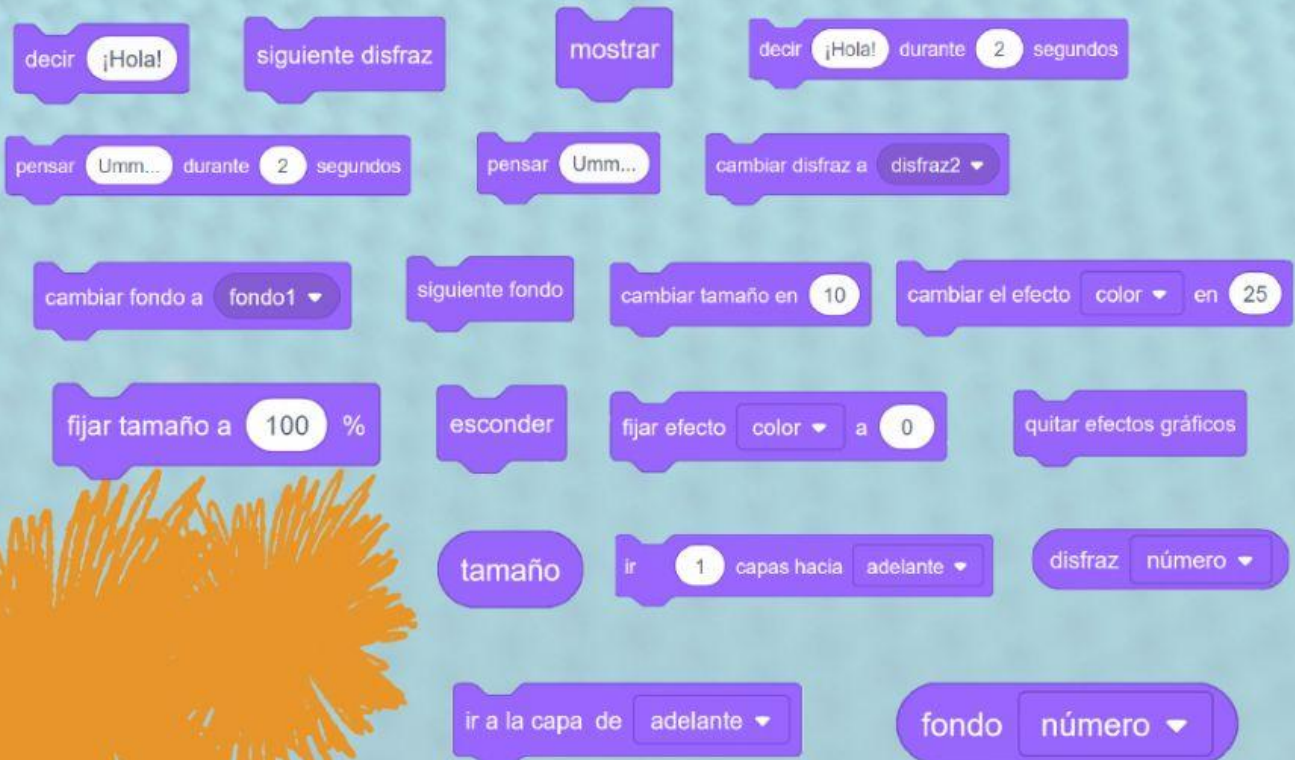 decir ¡Hola!
siguiente disfraz
mostrar
decir ¡Hola! durante 2 segundos
pensar Umm... durante 2 segundos
pensar Umm...
cambiar disfraz a disfraz2
cambiar fondo a fondo1
siguiente fondo
cambiar tamaño en 10
cambiar el efecto color en 25
fijar tamaño a 100 %
esconder
fijar efecto color a 0
quitar efectos gráficos
tamaño
ir 1 capas hacia adelante
disfraz número
ir a la capa de adelante
fondo número